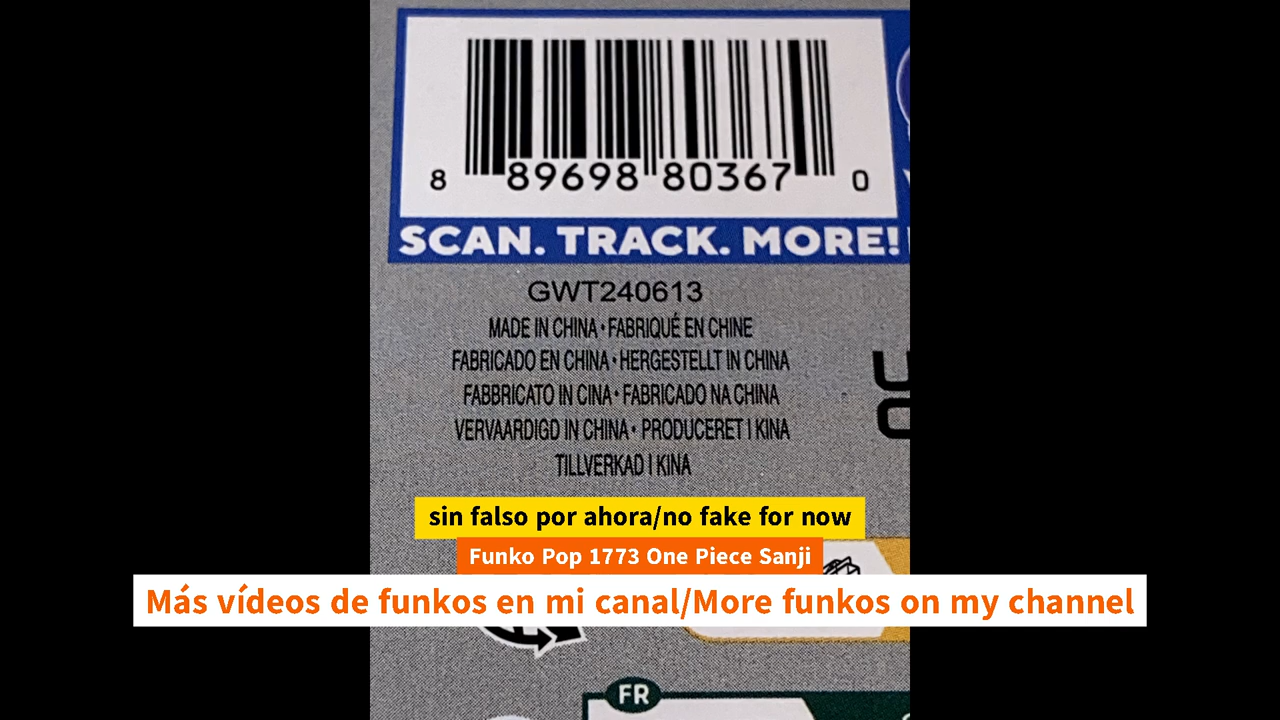 8 89698 80367 0
SCAN. TRACK. MORE!
GWT240613
MADE IN CHINA • FABRIQUÉ EN CHINE
FABRICADO EN CHINA • HERGESTELLT IN CHINA
FABBRICATO IN CINA • FABRICADO NA CHINA
VERVAARDIGD IN CHINA • PRODUCERET I KINA
TILLVERKAD I KINA
sin falso por ahora/no fake for now
Funko Pop 1773 One Piece Sanji
Más vídeos de funkos en mi canal/More funkos on my channel
FR